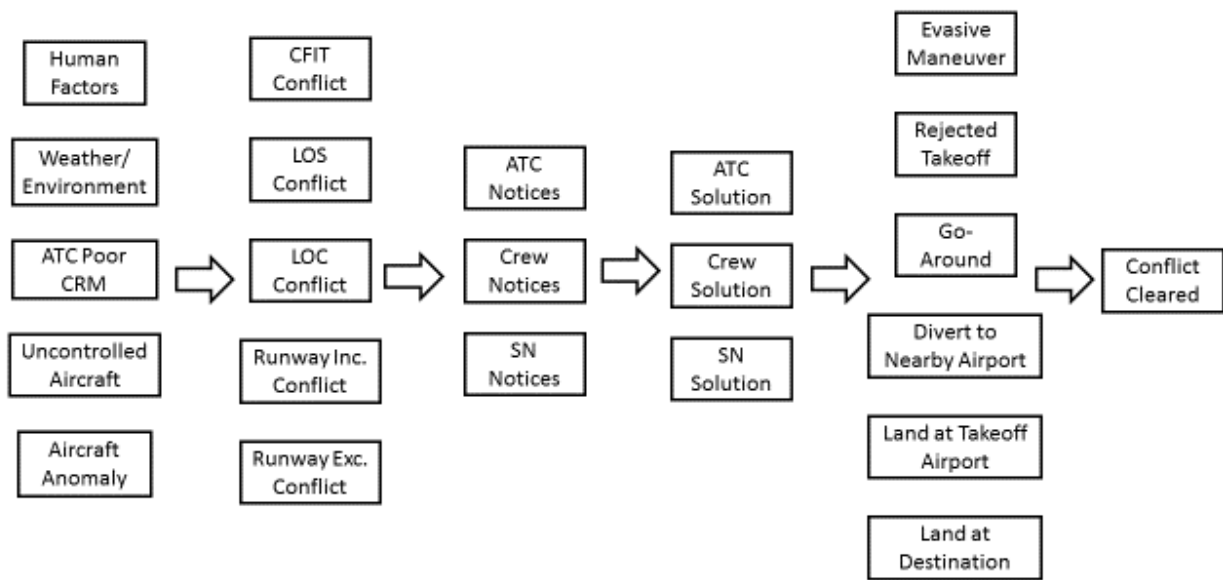 Human
Factors
Weather/
Environment
ATC Poor
CRM
Uncontrolled
Aircraft
Aircraft
Anomaly
CFIT
Conflict
LOS
Conflict
LOC
Conflict
Runway Inc.
Conflict
Runway Exc.
Conflict
ATC
Notices
Crew
Notices
SN
Notices
ATC
Solution
Crew
Solution
SN
Solution
Evasive
Maneuver
Rejected
Takeoff
Go-
Around
Divert to
Nearby Airport
Land at Takeoff
Airport
Land at
Destination
Conflict
Cleared